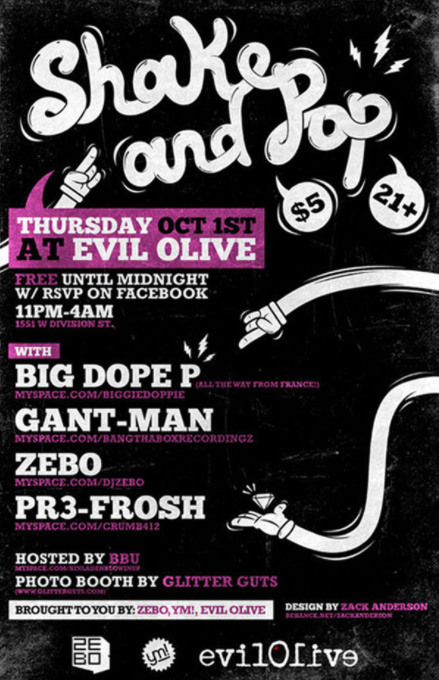 Shake
and Pop
$5
21+
THURSDAY OCT 1ST
AT EVIL OLIVE
FREE UNTIL MIDNIGHT
W/ RSVP ON FACEBOOK
11PM-4AM
1551 W DIVISION ST.
WITH
BIG DOPE P (ALL THE WAY FROM FRANCE!)
MYSPACE.COM/BIGGIEDOPPIE
GANT-MAN
MYSPACE.COM/BANGTHABOXRECORDINGZ
ZEBO
MYSPACE.COM/DJZEBO
PR3-FROSH
MYSPACE.COM/CRUMB412
HOSTED BY BBU
PHOTO BOOTH BY GLITTER GUTS
(WWW.GLITTERGUTS.COM)
BROUGHT TO YOU BY: ZEBO, YM!, EVIL OLIVE
DESIGN BY ZACK ANDERSON
BEHANCE.NET/ZACKANDERSON
ZEBO
ym!
evilOlive